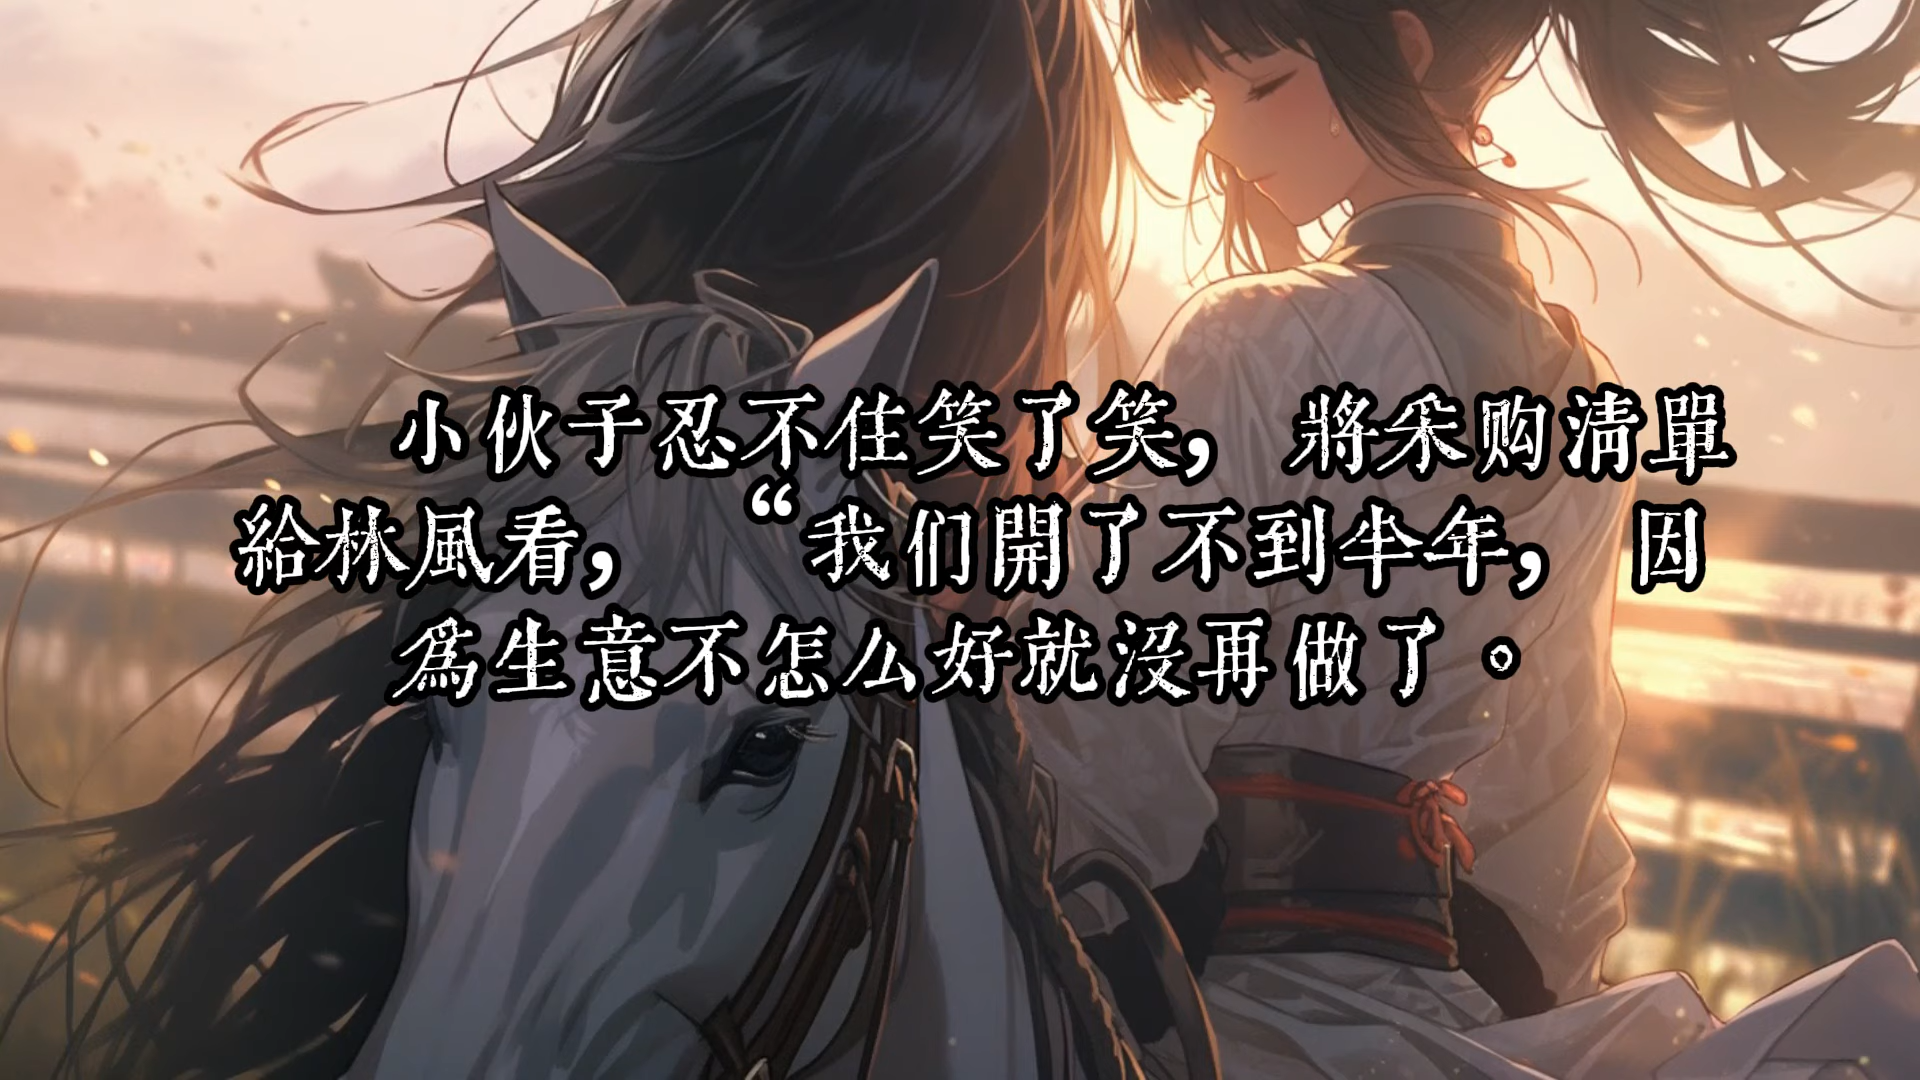 小伙子忍不住笑了笑，將采购清單
給林風看，“我们開了不到半年，因
爲生意不怎么好就没再做了。